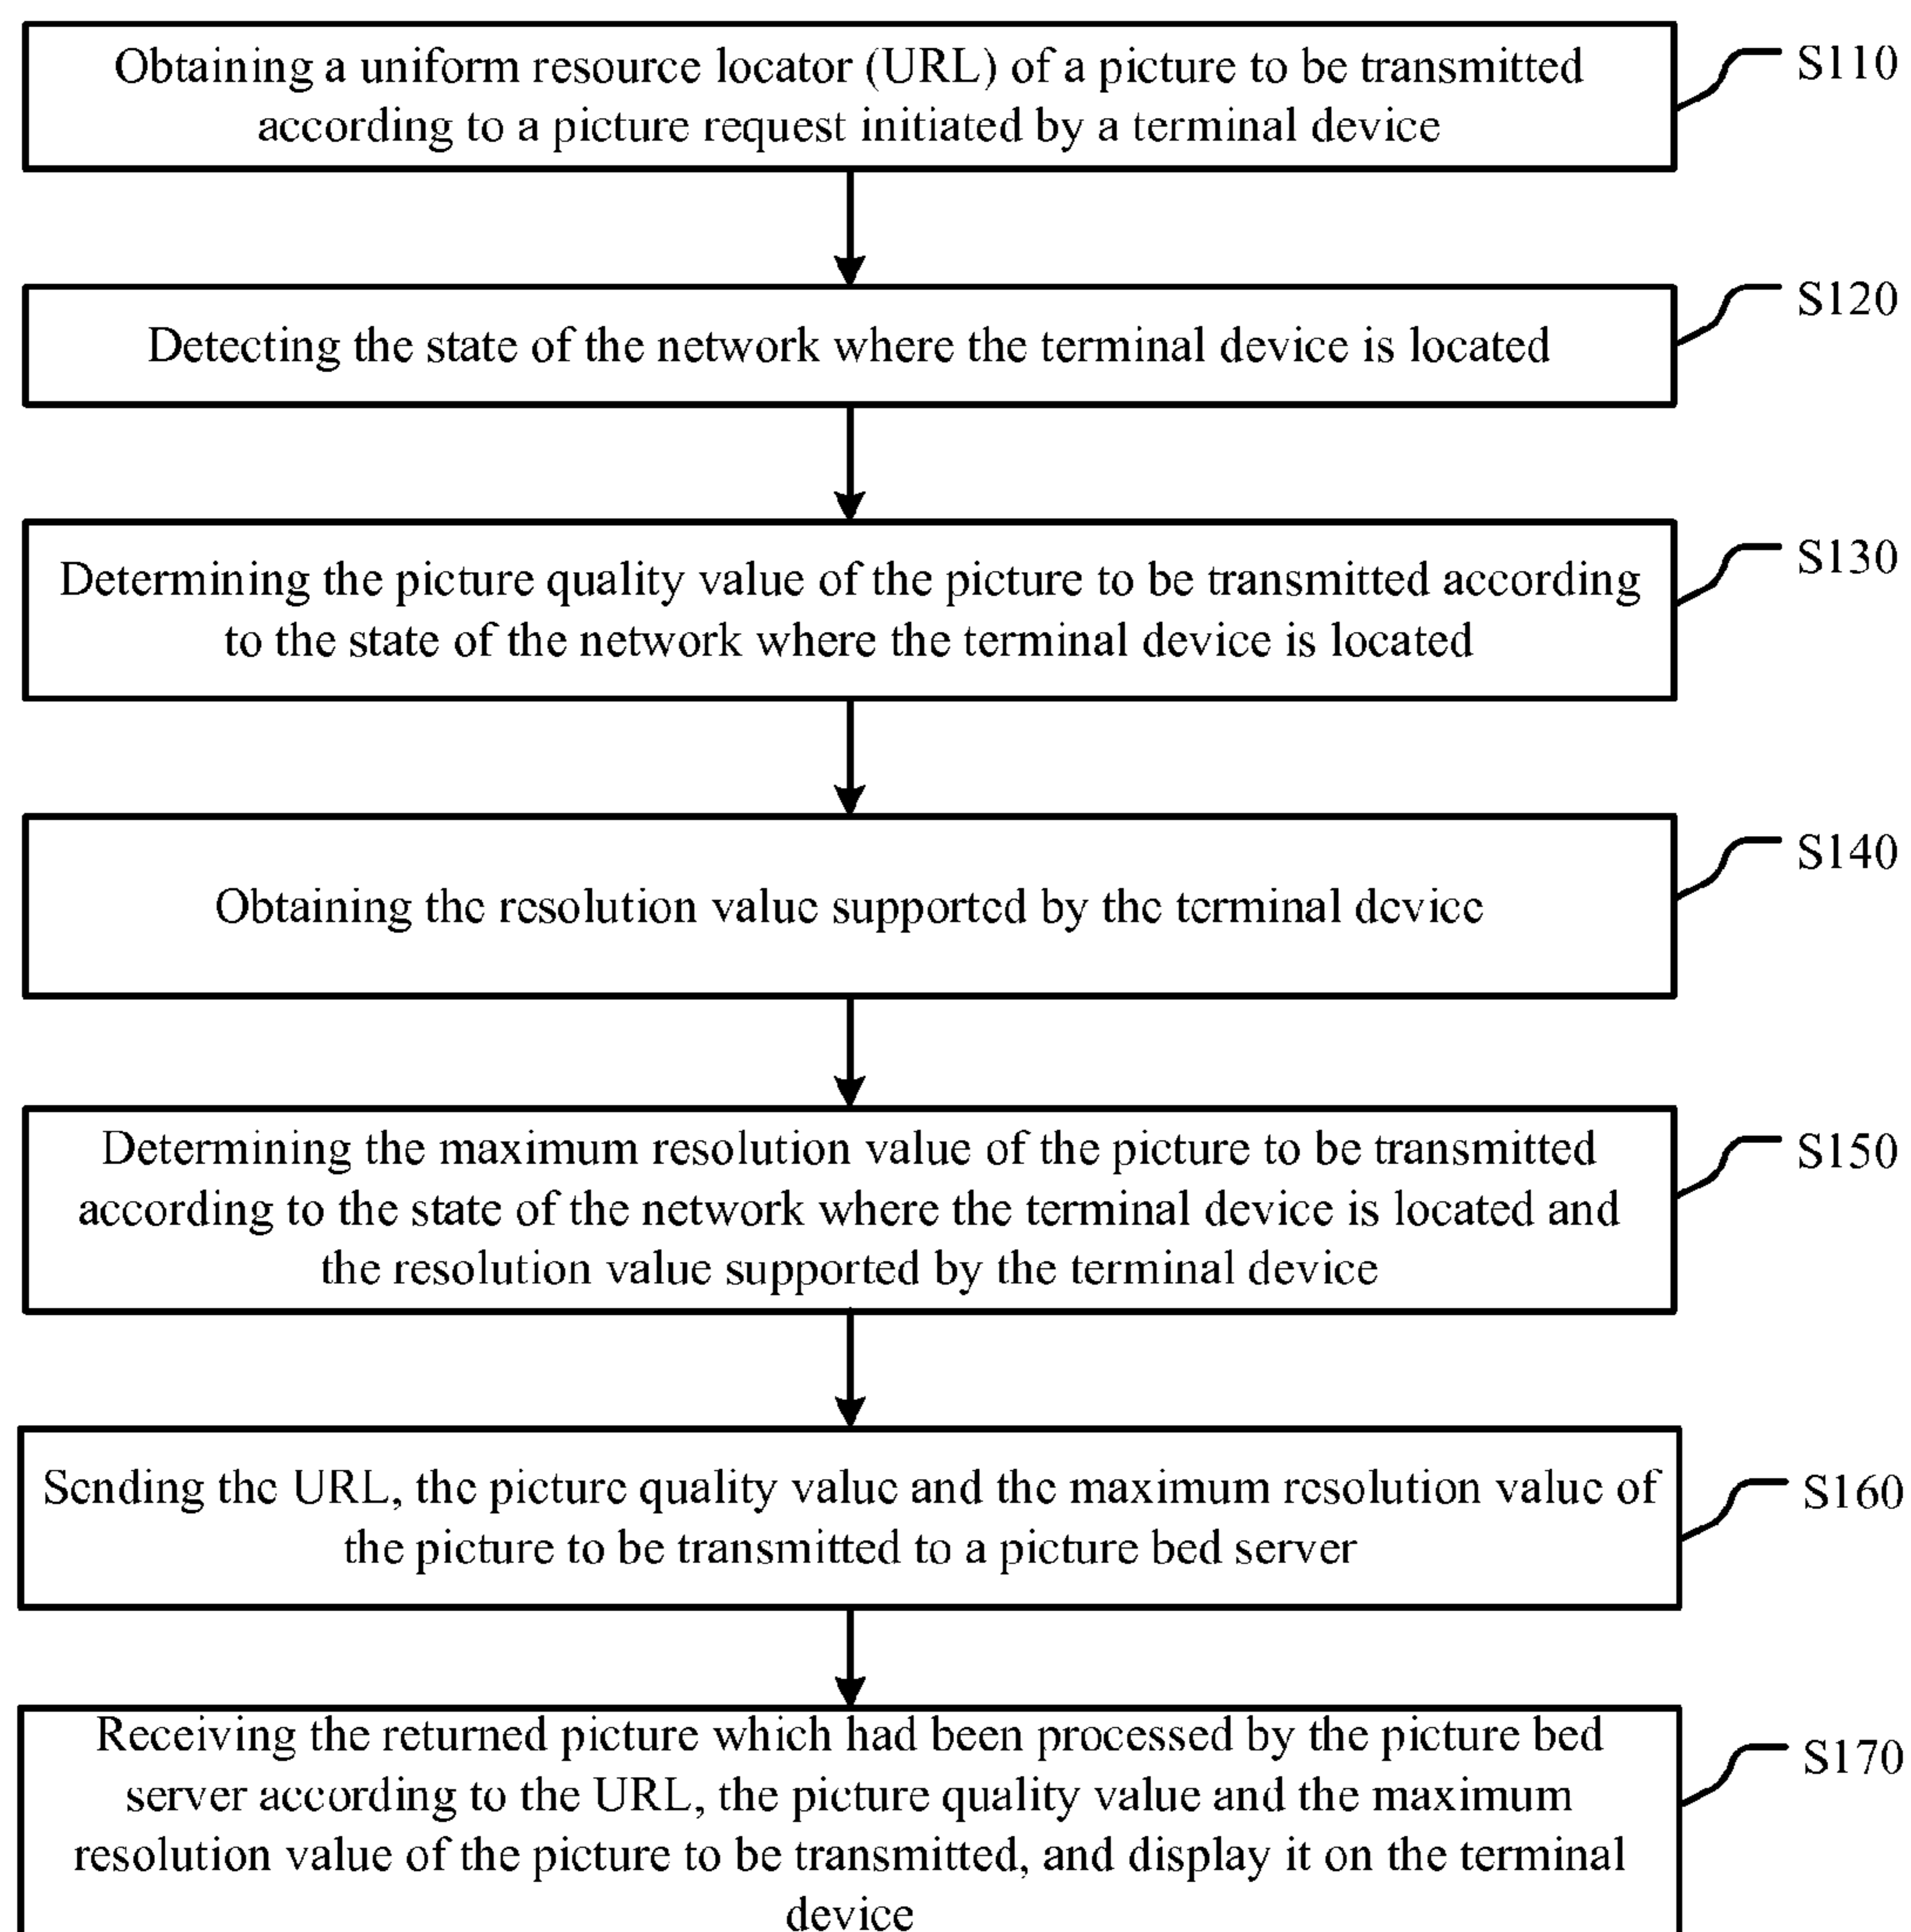 Obtaining a uniform resource locator (URL) of a picture to be transmitted
according to a picture request initiated by a terminal device
S110
Detecting the state of the network where the terminal device is located
S120
Determining the picture quality value of the picture to be transmitted according
to the state of the network where the terminal device is located
S130
Obtaining the resolution value supported by the terminal device
S140
Determining the maximum resolution value of the picture to be transmitted
according to the state of the network where the terminal device is located and
the resolution value supported by the terminal device
S150
Sending the URL, the picture quality value and the maximum resolution value of
the picture to be transmitted to a picture bed server
S160
Receiving the returned picture which had been processed by the picture bed
server according to the URL, the picture quality value and the maximum
resolution value of the picture to be transmitted, and display it on the terminal
device
S170